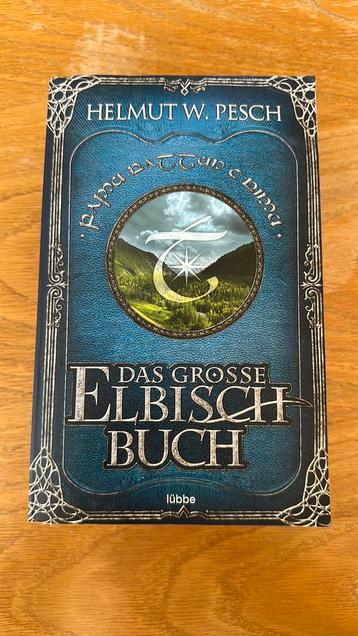 HELMUT W. PESCH
DAS GROSSE
ELBISCH
BUCH
lübbe